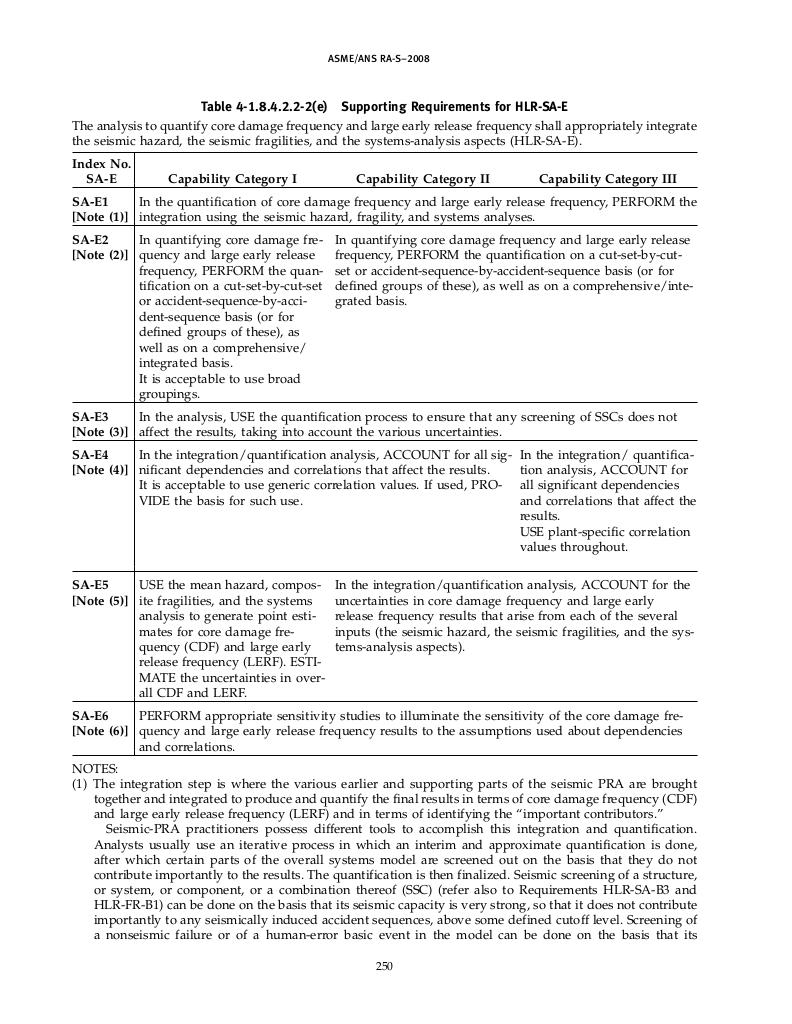 ASME/ANS RA-S–2008
Table 4-1.8.4.2.2-2(e) Supporting Requirements for HLR-SA-E
The analysis to quantify core damage frequency and large early release frequency shall appropriately integrate
the seismic hazard, the seismic fragilities, and the systems-analysis aspects (HLR-SA-E).
Index No.
SA-E
Capability Category I
Capability Category II
Capability Category III
SA-E1
[Note (1)]
In the quantification of core damage frequency and large early release frequency, PERFORM the
integration using the seismic hazard, fragility, and systems analyses.
SA-E2
[Note (2)]
In quantifying core damage fre-
quency and large early release
frequency, PERFORM the quan-
tification on a cut-set-by-cut-set
or accident-sequence-by-acci-
dent-sequence basis (or for
defined groups of these), as
well as on a comprehensive/
integrated basis.
It is acceptable to use broad
groupings.
In quantifying core damage frequency and large early release
frequency, PERFORM the quantification on a cut-set-by-cut-
set or accident-sequence-by-accident-sequence basis (or for
defined groups of these), as well as on a comprehensive/inte-
grated basis.
SA-E3
[Note (3)]
In the analysis, USE the quantification process to ensure that any screening of SSCs does not
affect the results, taking into account the various uncertainties.
SA-E4
[Note (4)]
In the integration/quantification analysis, ACCOUNT for all sig-
nificant dependencies and correlations that affect the results.
It is acceptable to use generic correlation values. If used, PRO-
VIDE the basis for such use.
In the integration/ quantifica-
tion analysis, ACCOUNT for
all significant dependencies
and correlations that affect the
results.
USE plant-specific correlation
values throughout.
SA-E5
[Note (5)]
USE the mean hazard, compos-
ite fragilities, and the systems
analysis to generate point esti-
mates for core damage fre-
quency (CDF) and large early
release frequency (LERF). ESTI-
MATE the uncertainties in over-
all CDF and LERF.
In the integration/quantification analysis, ACCOUNT for the
uncertainties in core damage frequency and large early
release frequency results that arise from each of the several
inputs (the seismic hazard, the seismic fragilities, and the sys-
tems-analysis aspects).
SA-E6
[Note (6)]
PERFORM appropriate sensitivity studies to illuminate the sensitivity of the core damage fre-
quency and large early release frequency results to the assumptions used about dependencies
and correlations.
NOTES:
(1) The integration step is where the various earlier and supporting parts of the seismic PRA are brought
together and integrated to produce and quantify the final results in terms of core damage frequency (CDF)
and large early release frequency (LERF) and in terms of identifying the “important contributors.”
Seismic-PRA practitioners possess different tools to accomplish this integration and quantification.
Analysts usually use an iterative process in which an interim and approximate quantification is done,
after which certain parts of the overall systems model are screened out on the basis that they do not
contribute importantly to the results. The quantification is then finalized. Seismic screening of a structure,
or system, or component, or a combination thereof (SSC) (refer also to Requirements HLR-SA-B3 and
HLR-FR-B1) can be done on the basis that its seismic capacity is very strong, so that it does not contribute
importantly to any seismically induced accident sequences, above some defined cutoff level. Screening of
a nonseismic failure or of a human-error basic event in the model can be done on the basis that its
250